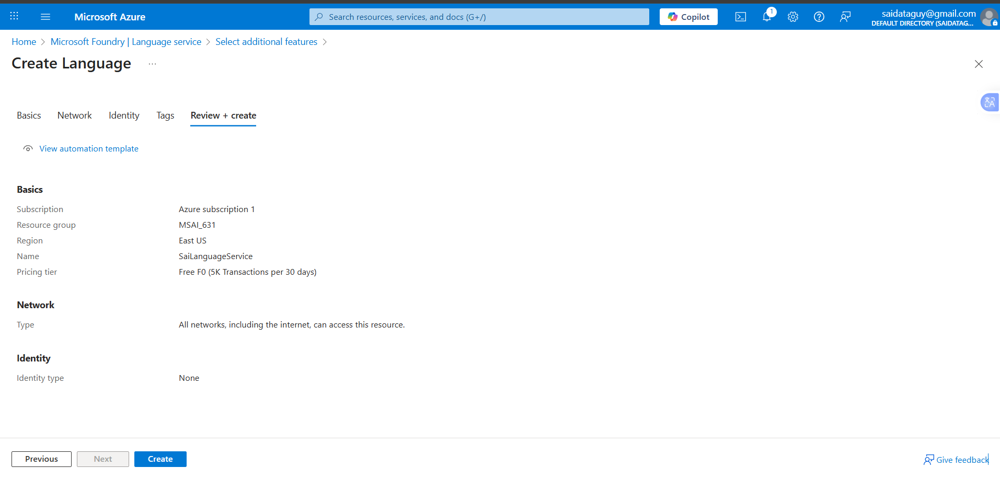 Microsoft Azure
Search resources, services, and docs (G+/)
Copilot
1
saidataguy@gmail.com
DEFAULT DIRECTORY (SAIDATAG...
Home > Microsoft Foundry | Language service > Select additional features >
Create Language ...
Basics Network Identity Tags Review + create
View automation template
Basics
Subscription Azure subscription 1
Resource group MSAI_631
Region East US
Name SaiLanguageService
Pricing tier Free F0 (5K Transactions per 30 days)
Network
Type All networks, including the internet, can access this resource.
Identity
Identity type None
Previous Next Create
Give feedback